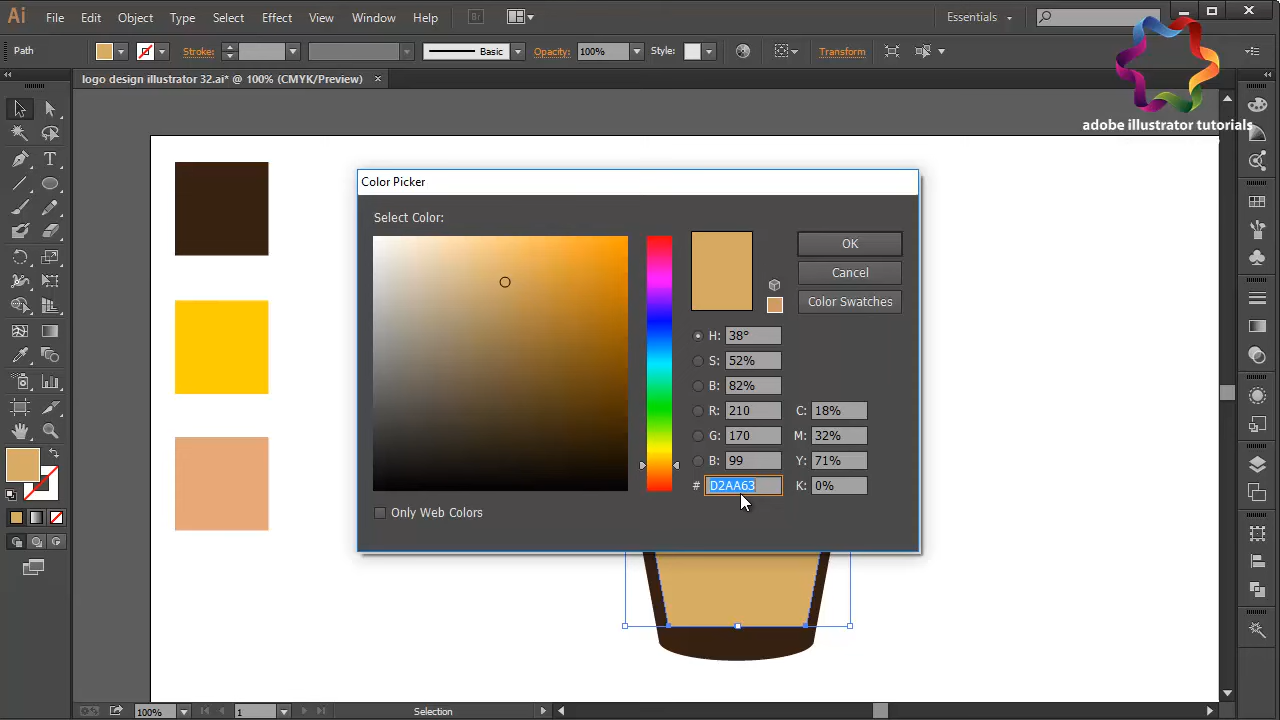 Ai File Edit Object Type Select Effect View Window Help Br Essentials
adobe illustrator tutorials
Path Stroke: Basic Opacity: 100% Style: Transform
logo design illustrator 32.ai* @ 100% (CMYK/Preview)
Color Picker
Select Color:
OK
Cancel
Color Swatches
H: 38°
S: 52%
B: 82%
R: 210 C: 18%
G: 170 M: 32%
B: 99 Y: 71%
# D2AA63 K: 0%
Only Web Colors
T
100% 1 Selection